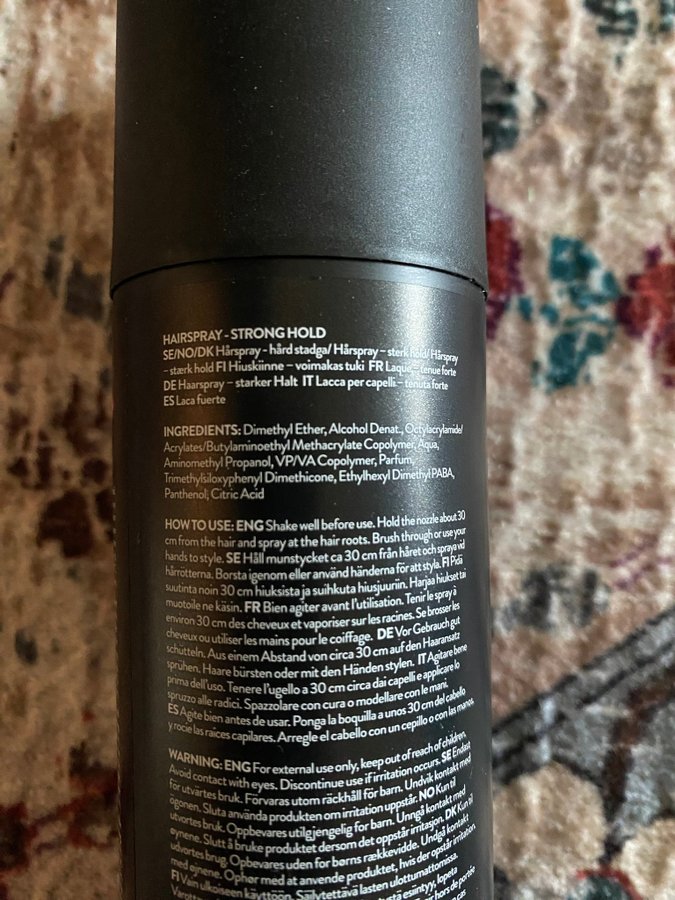 HAIRSPRAY - STRONG HOLD
SE/NO/DK Hårspray - hård stadga/ Hårspray – sterk hold/ Hårspray
– stærk hold FI Hiuskiinne – voimakas tuki FR Laque – tenue forte
DE Haarspray – starker Halt IT Lacca per capelli – tenuta forte
ES Laca fuerte
INGREDIENTS: Dimethyl Ether, Alcohol Denat., Octylacrylamide/
Acrylates/Butylaminoethyl Methacrylate Copolymer, Aqua,
Aminomethyl Propanol, VP/VA Copolymer, Parfum,
Trimethylsiloxyphenyl Dimethicone, Ethylhexyl Dimethyl PABA,
Panthenol, Citric Acid
HOW TO USE: ENG Shake well before use. Hold the nozzle about 30
cm from the hair and spray at the hair roots. Brush through or use your
hands to style. SE Håll munstycket ca 30 cm från håret och spraya vid
hårrötterna. Borsta igenom eller använd händerna för att styla. FI Pidä
suutinta noin 30 cm hiuksista ja suihkuta hiusjuuriin. Harjaa hiukset tai
muotoile ne käsin. FR Bien agiter avant l'utilisation. Tenir le spray à
environ 30 cm des cheveux et vaporiser sur les racines. Se brosser les
cheveux ou utiliser les mains pour le coiffage. DE Vor Gebrauch gut
schütteln. Aus einem Abstand von circa 30 cm auf den Haaransatz
sprühen. Haare bürsten oder mit den Händen stylen. IT Agitare bene
prima dell'uso. Tenere l'ugello a 30 cm circa dai capelli e applicare lo
spruzzo alle radici. Spazzolare con cura o modellare con le mani.
ES Agite bien antes de usar. Ponga la boquilla a unos 30 cm del cabello
y rocie las raíces capilares. Arregle el cabello con un cepillo o con las manos.
WARNING: ENG For external use only, keep out of reach of children.
Avoid contact with eyes. Discontinue use if irritation occurs. SE Endast
för utvärtes bruk. Förvaras utom räckhåll för barn. Undvik kontakt med
ögonen. Sluta använda produkten om irritation uppstår. NO Kun til
utvortes bruk. Oppbevares utilgjengelig for barn. Unngå kontakt med
øynene. Slutt å bruke produktet dersom det oppstår irritasjon. DK Kun til
udvortes brug. Opbevares uden for børns rækkevidde. Undgå kontakt
med øjnene. Ophør med at anvende produktet, hvis der opstår irritation.
FI Vain ulkoiseen käyttöön. Säilytettävä lasten ulottumattomissa.
esiintyy, lopeta
hors de portée